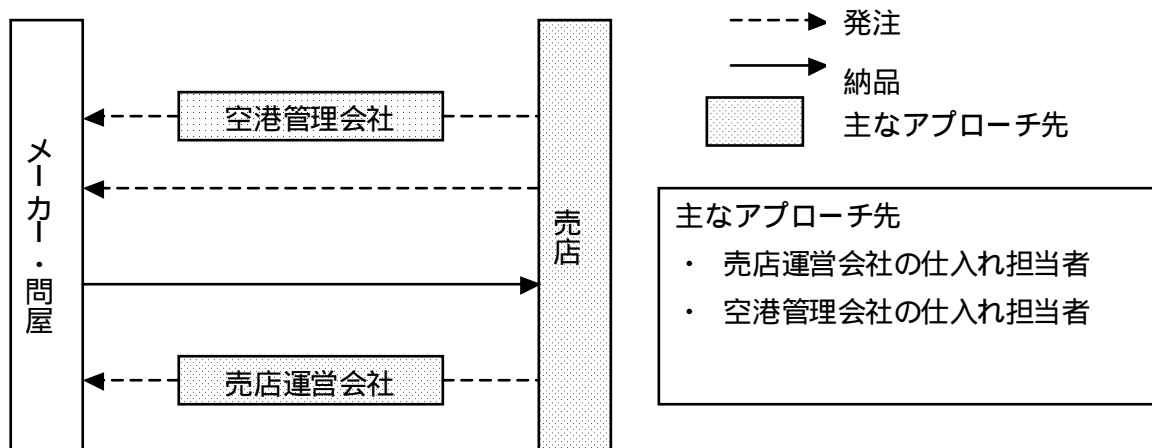 発注
納品
主なアプローチ先
メーカー・問屋
空港管理会社
売店運営会社
売店
主なアプローチ先
・ 売店運営会社の仕入れ担当者
・ 空港管理会社の仕入れ担当者